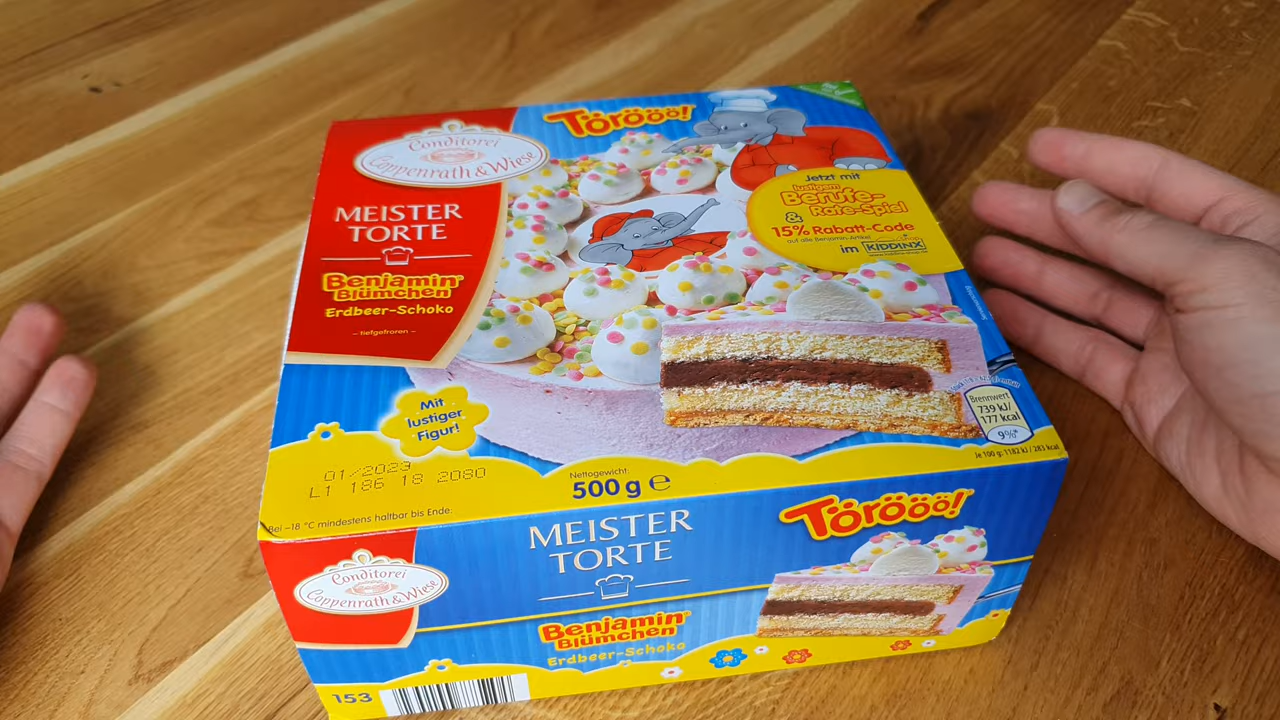 Conditorei
Coppenrath & Wiese
MEISTER
TORTE
Benjamin
Blümchen
Erdbeer-Schoko
– tiefgefroren –
Törööö!
Jetzt mit
lustigem
Berufe-
& Rate-Spiel
15% Rabatt-Code
auf alle Benjamin-Artikel
im KIDDINX
shop
Mit
lustiger
Figur!
01/2023
L1 186 18 2080
Bei –18 °C mindestens haltbar bis Ende:
Nettogewicht:
500 g e
Brennwert
739 kJ/
177 kcal
9%*
Je 100 g: 1182 kJ / 283 kcal
Conditorei
Coppenrath & Wiese
MEISTER
TORTE
Benjamin
Blümchen
Erdbeer-Schoko
Törööö!
153